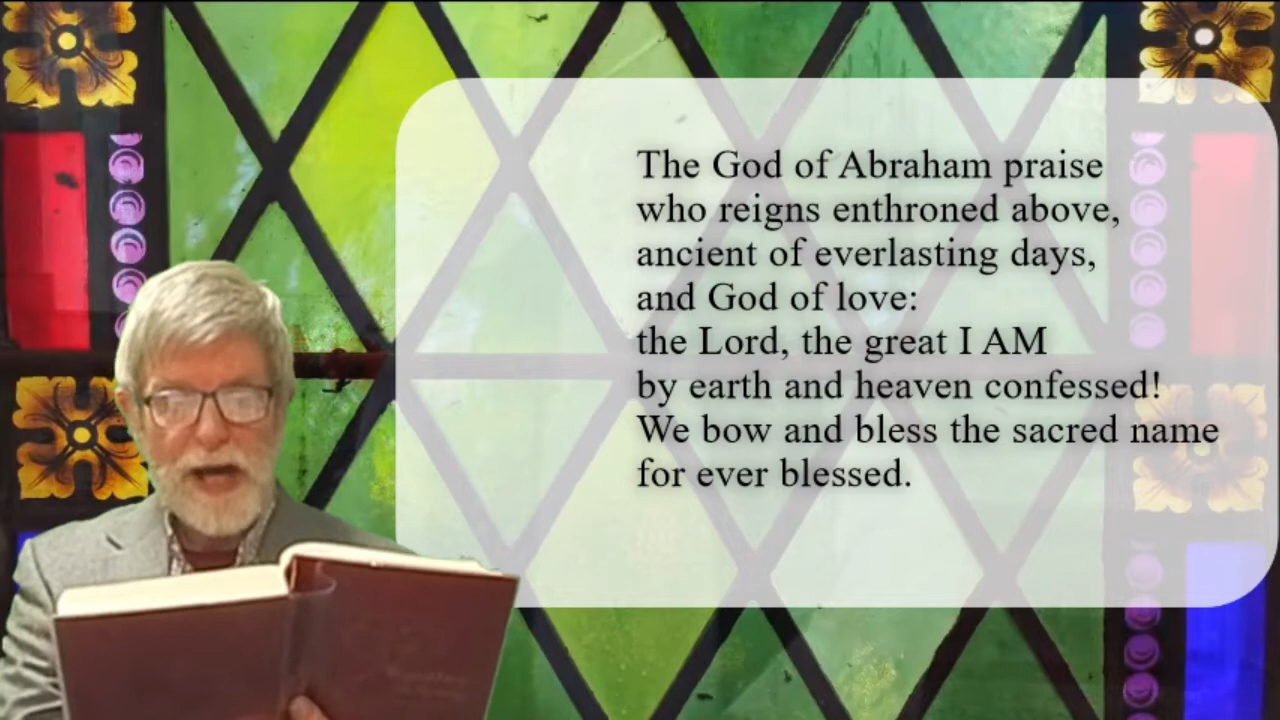 The God of Abraham praise
who reigns enthroned above,
ancient of everlasting days,
and God of love:
the Lord, the great I AM
by earth and heaven confessed!
We bow and bless the sacred name
for ever blessed.